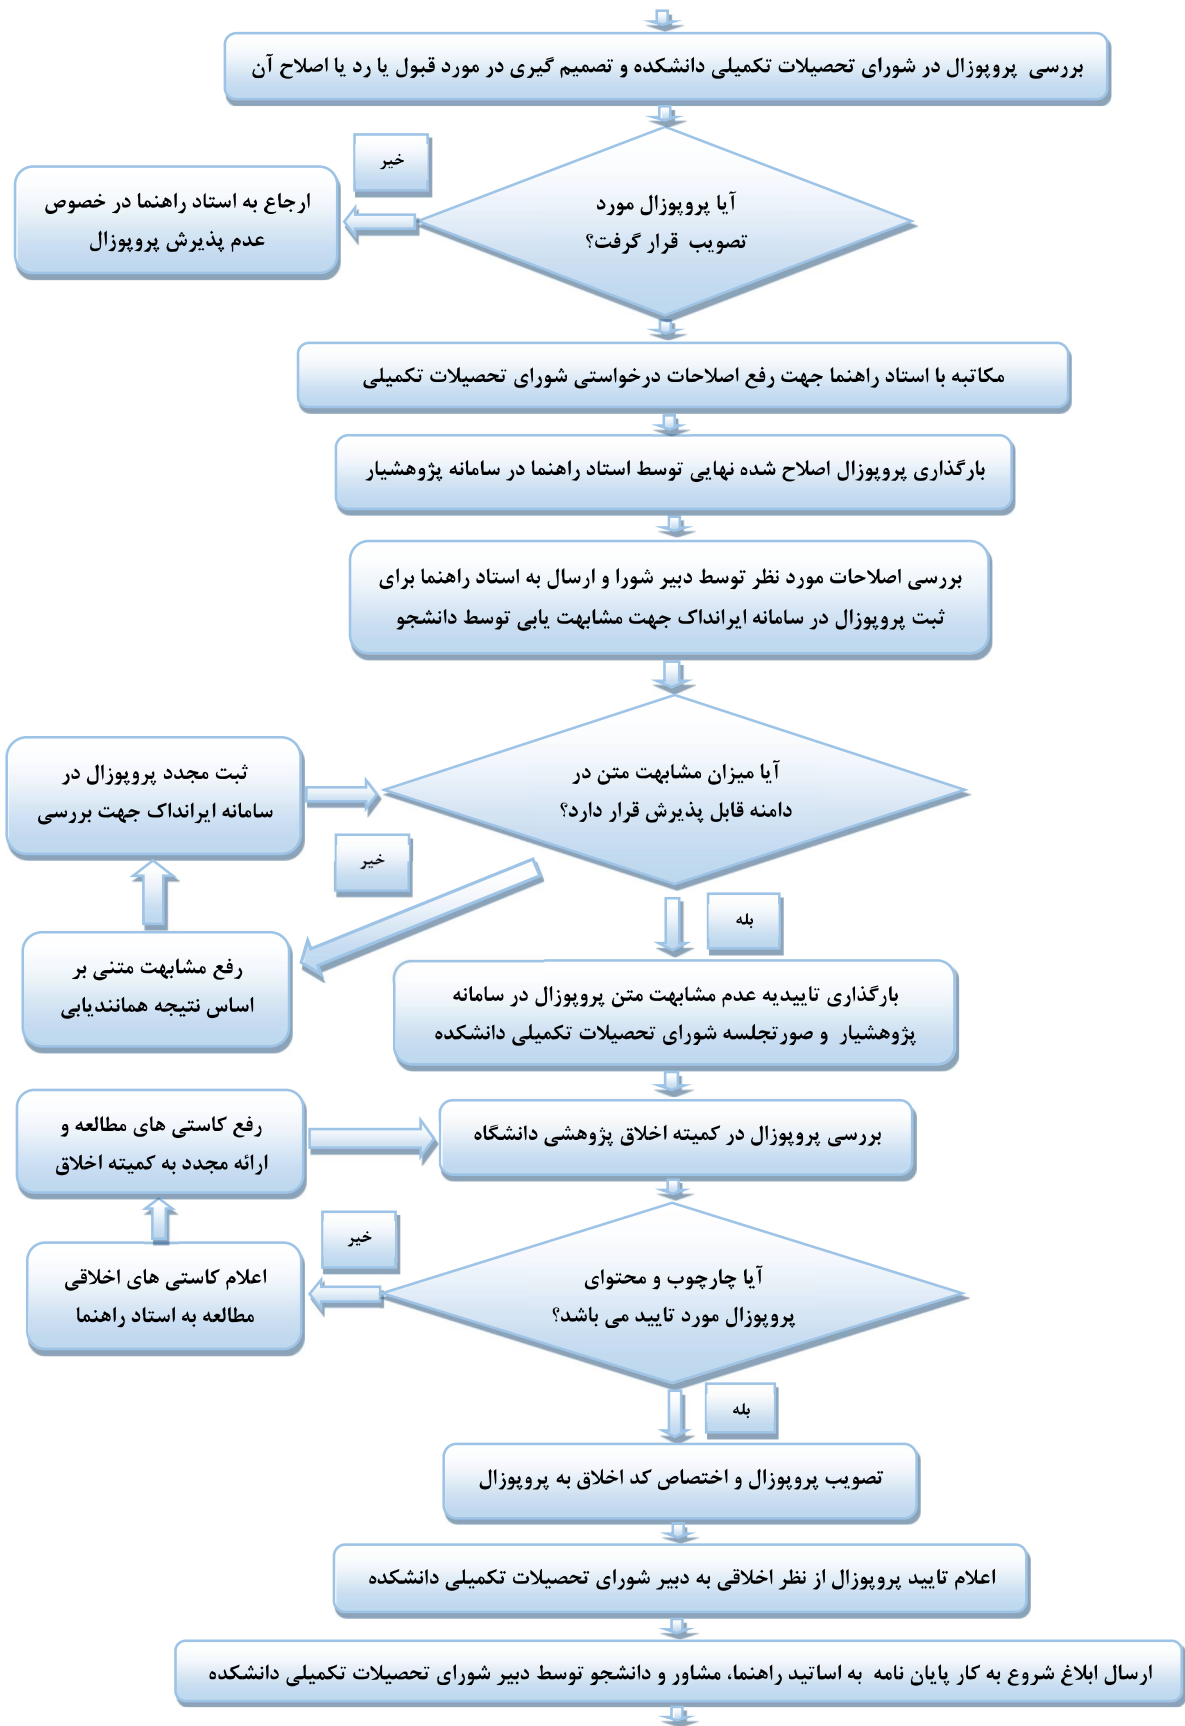 بررسی پروپوزال در شورای تحصیلات تکمیلی دانشکده و تصمیم گیری در مورد قبول یا رد یا اصلاح آن
خیر
آیا پروپوزال مورد
تصویب قرار گرفت؟
ارجاع به استاد راهنما در خصوص
عدم پذیرش پروپوزال
مکاتبه با استاد راهنما جهت رفع اصلاحات درخواستی شورای تحصیلات تکمیلی
بارگذاری پروپوزال اصلاح شده نهایی توسط استاد راهنما در سامانه پژوهشیار
بررسی اصلاحات مورد نظر توسط دبیر شورا و ارسال به استاد راهنما برای
ثبت پروپوزال در سامانه ایرانداک جهت مشابهت یابی توسط دانشجو
آیا میزان مشابهت متن در
دامنه قابل پذیرش قرار دارد؟
ثبت مجدد پروپوزال در
سامانه ایرانداک جهت بررسی
خیر
بله
رفع مشابهت متنی بر
اساس نتیجه همانندیابی
بارگذاری تاییدیه عدم مشابهت متن پروپوزال در سامانه
پژوهشیار و صورتجلسه شورای تحصیلات تکمیلی دانشکده
بررسی پروپوزال در کمیته اخلاق پژوهشی دانشگاه
رفع کاستی های مطالعه و
ارائه مجدد به کمیته اخلاق
خیر
آیا چارچوب و محتوای
پروپوزال مورد تایید می باشد؟
اعلام کاستی های اخلاقی
مطالعه به استاد راهنما
بله
تصویب پروپوزال و اختصاص کد اخلاق به پروپوزال
اعلام تایید پروپوزال از نظر اخلاقی به دبیر شورای تحصیلات تکمیلی دانشکده
ارسال ابلاغ شروع به کار پایان نامه به اساتید راهنما، مشاور و دانشجو توسط دبیر شورای تحصیلات تکمیلی دانشکده